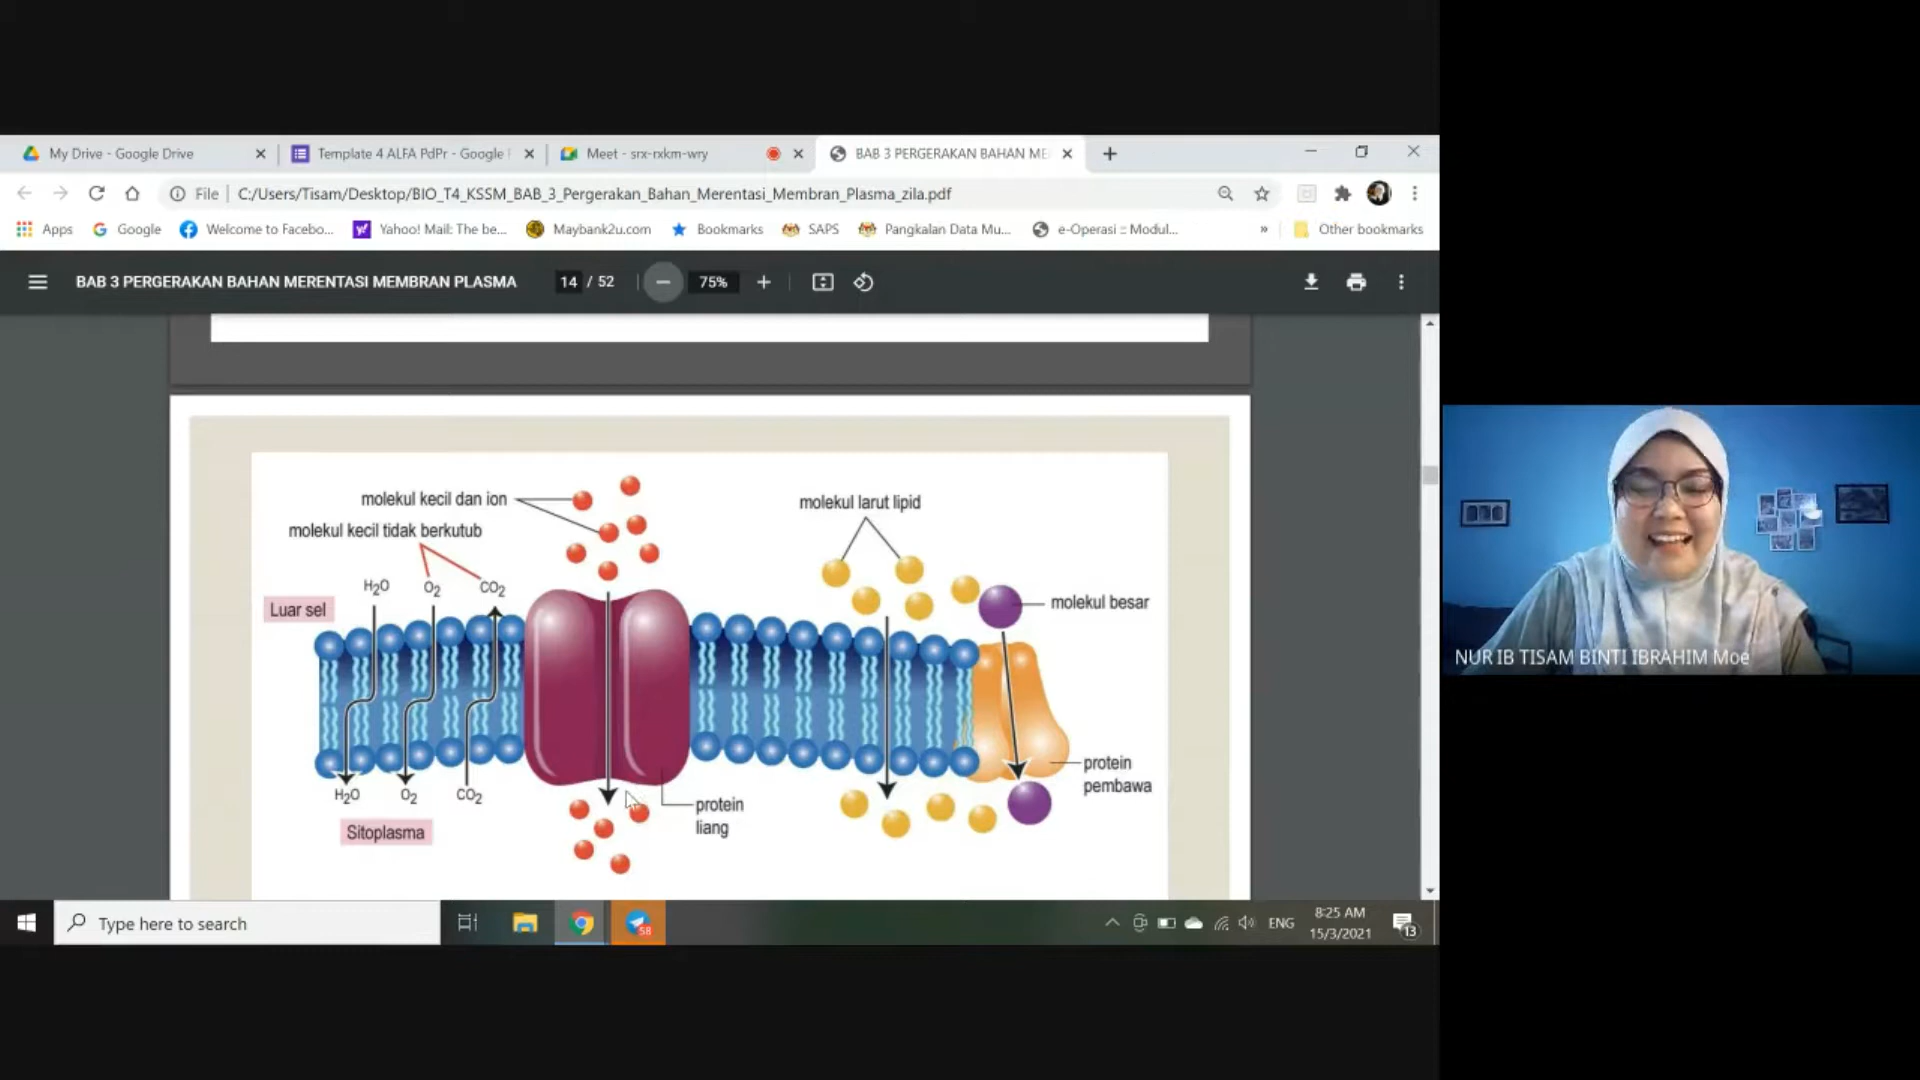 My Drive - Google Drive
Template 4 ALFA PdPr - Google
Meet - srx-rxkm-wry
BAB 3 PERGERAKAN BAHAN ME
File
C:/Users/Tisam/Desktop/BIO_T4_KSSM_BAB_3_Pergerakan_Bahan_Merentasi_Membran_Plasma_zila.pdf
Apps
Google
Welcome to Facebo...
Yahoo! Mail: The be...
Maybank2u.com
Bookmarks
SAPS
Pangkalan Data Mu...
e-Operasi :: Modul...
»
Other bookmarks
BAB 3 PERGERAKAN BAHAN MERENTASI MEMBRAN PLASMA
14 / 52
75%
molekul kecil dan ion
molekul kecil tidak berkutub
molekul larut lipid
H₂O
O₂
CO₂
Luar sel
molekul besar
protein
pembawa
H₂O
O₂
CO₂
protein
liang
Sitoplasma
NUR IB TISAM BINTI IBRAHIM Moe
Type here to search
58
ENG
8:25 AM
15/3/2021
13